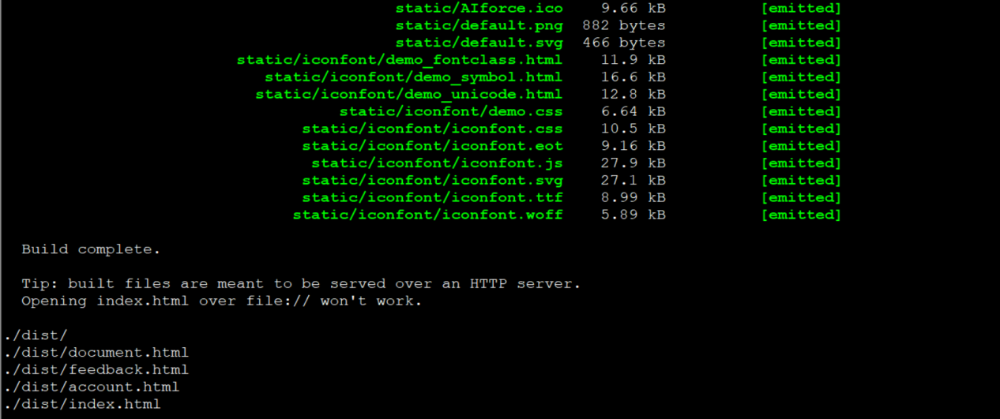 static/AIforce.ico 9.66 kB [emitted]
static/default.png 882 bytes [emitted]
static/default.svg 466 bytes [emitted]
static/iconfont/demo_fontclass.html 11.9 kB [emitted]
static/iconfont/demo_symbol.html 16.6 kB [emitted]
static/iconfont/demo_unicode.html 12.8 kB [emitted]
static/iconfont/demo.css 6.64 kB [emitted]
static/iconfont/iconfont.css 10.5 kB [emitted]
static/iconfont/iconfont.eot 9.16 kB [emitted]
static/iconfont/iconfont.js 27.9 kB [emitted]
static/iconfont/iconfont.svg 27.1 kB [emitted]
static/iconfont/iconfont.ttf 8.99 kB [emitted]
static/iconfont/iconfont.woff 5.89 kB [emitted]
Build complete.
Tip: built files are meant to be served over an HTTP server.
Opening index.html over file:// won't work.
./dist/
./dist/document.html
./dist/feedback.html
./dist/account.html
./dist/index.html